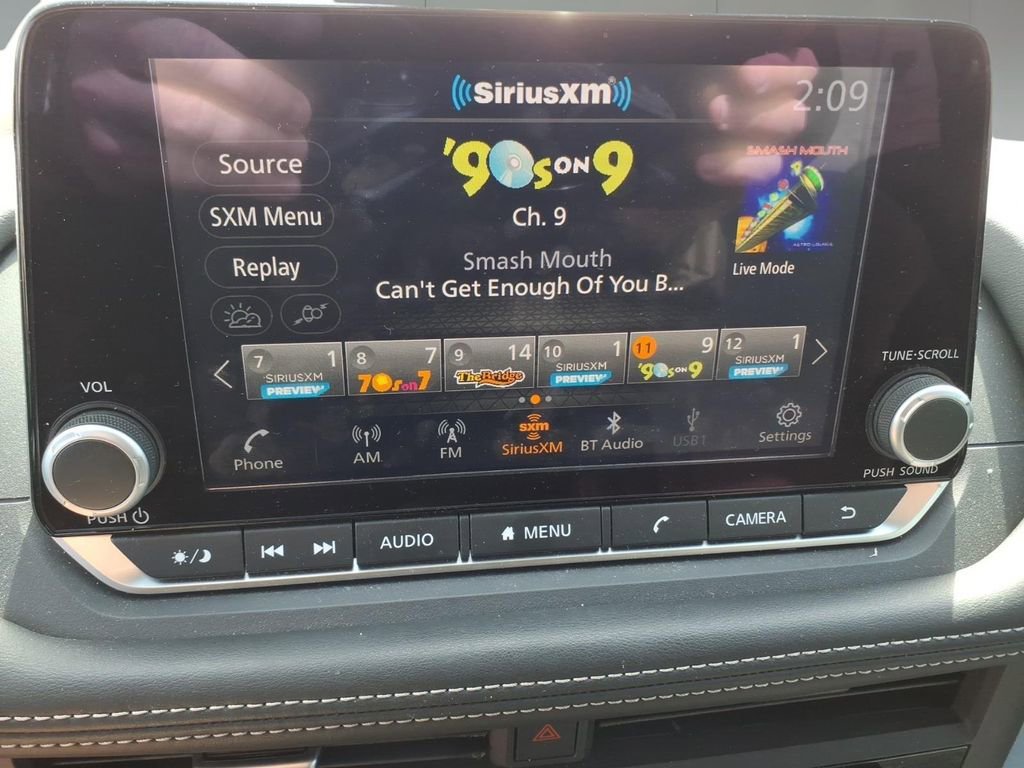 SiriusXM
2:09
Source
SXM Menu
Replay
'90s ON 9
Ch. 9
Smash Mouth
Can't Get Enough Of You B...
SMASH MOUTH
ASTRO LOUNGE
Live Mode
7 1 SIRIUSXM PREVIEW
8 7 70s on 7
9 14 The Bridge
10 1 SIRIUSXM PREVIEW
11 9 '90s ON 9
12 1 SIRIUSXM PREVIEW
Phone
AM
FM
sxm
SiriusXM
BT Audio
USB1
Settings
VOL
PUSH
TUNE·SCROLL
PUSH SOUND
AUDIO
MENU
CAMERA